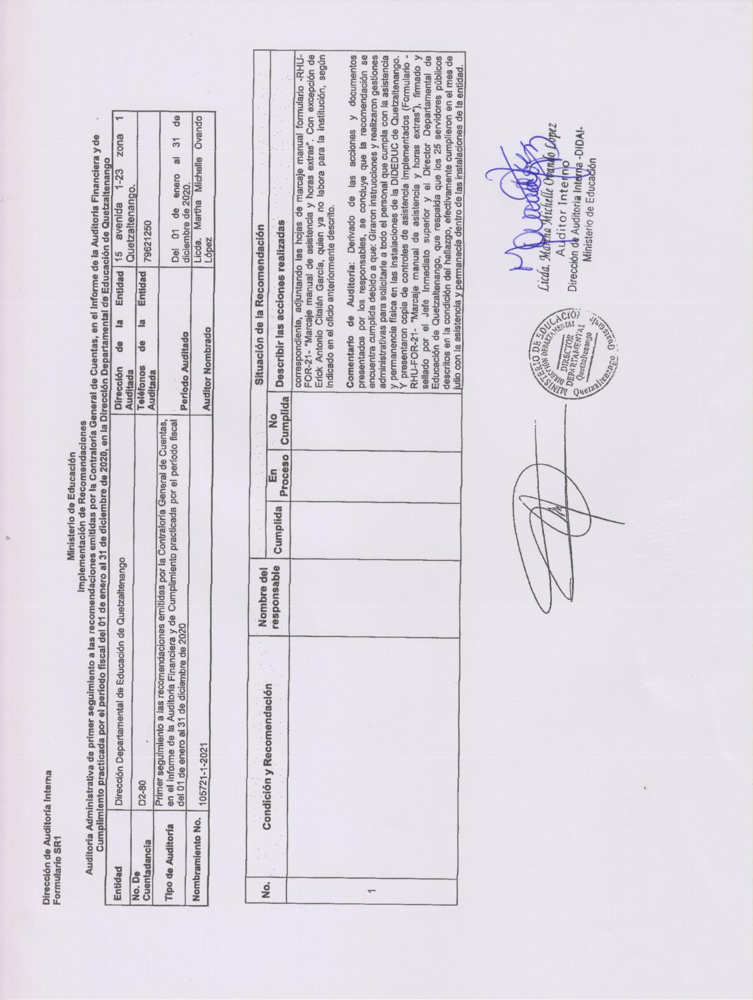 Dirección de Auditoría Interna
Formulario SR1
Ministerio de Educación
Implementación de Recomendaciones
Auditoría Administrativa de primer seguimiento a las recomendaciones emitidas por la Contraloría General de Cuentas, en el Informe de la Auditoría Financiera y de
Cumplimiento practicada por el período fiscal del 01 de enero al 31 de diciembre de 2020, en la Dirección Departamental de Educación de Quetzaltenango
Entidad
Dirección Departamental de Educación de Quetzaltenango
Dirección de la Entidad
Auditada
15 avenida 1-23 zona 1
Quetzaltenango.
No. De
Cuentadancia
D2-80
Teléfonos de la Entidad
Auditada
79621250
Tipo de Auditoría
Primer seguimiento a las recomendaciones emitidas por la Contraloría General de Cuentas,
en el informe de la Auditoría Financiera y de Cumplimiento practicada por el período fiscal
del 01 de enero al 31 de diciembre de 2020
Período Auditado
Del 01 de enero al 31 de
diciembre de 2020.
Nombramiento No.
105721-1-2021
Auditor Nombrado
Licda. Martha Michelle Ovando
López
No.
Condición y Recomendación
Nombre del
responsable
Situación de la Recomendación
Cumplida
En
Proceso
No
Cumplida
Describir las acciones realizadas
1
correspondiente, adjuntando las hojas de marcaje manual formulario -RHU-
FOR-21- "Marcaje manual de asistencia y horas extras". Con excepción de
Erick Antonio Citalán García, quien ya no labora para la institución, según
indicado en el oficio anteriormente descrito.
Comentario de Auditoría: Derivado de las acciones y documentos
presentados por los responsables, se concluye que la recomendación se
encuentra cumplida debido a que: Giraron instrucciones y realizaron gestiones
administrativas para solicitarle a todo el personal que cumpla con la asistencia
y permanencia física en las instalaciones de la DIDEDUC de Quetzaltenango.
Y presentaron copia de controles de asistencia implementados (Formulario -
RHU-FOR-21- "Marcaje manual de asistencia y horas extras"), firmado y
sellado por el Jefe Inmediato superior y el Director Departamental de
Educación de Quetzaltenango, que respalda que los 25 servidores públicos
descritos en la condición del hallazgo, efectivamente cumplieron en el mes de
julio con la asistencia y permanecía dentro de las instalaciones de la entidad.
MINISTERIO DE EDUCACIÓN
DIRECCIÓN DEPARTAMENTAL
DIRECTOR
DEPARTAMENTAL
Quetzaltenango
Quetzaltenango, Guatemala
Licda. Martha Michelle Ovando López
Auditor Interno
Dirección de Auditoría Interna -DIDAI-
Ministerio de Educación